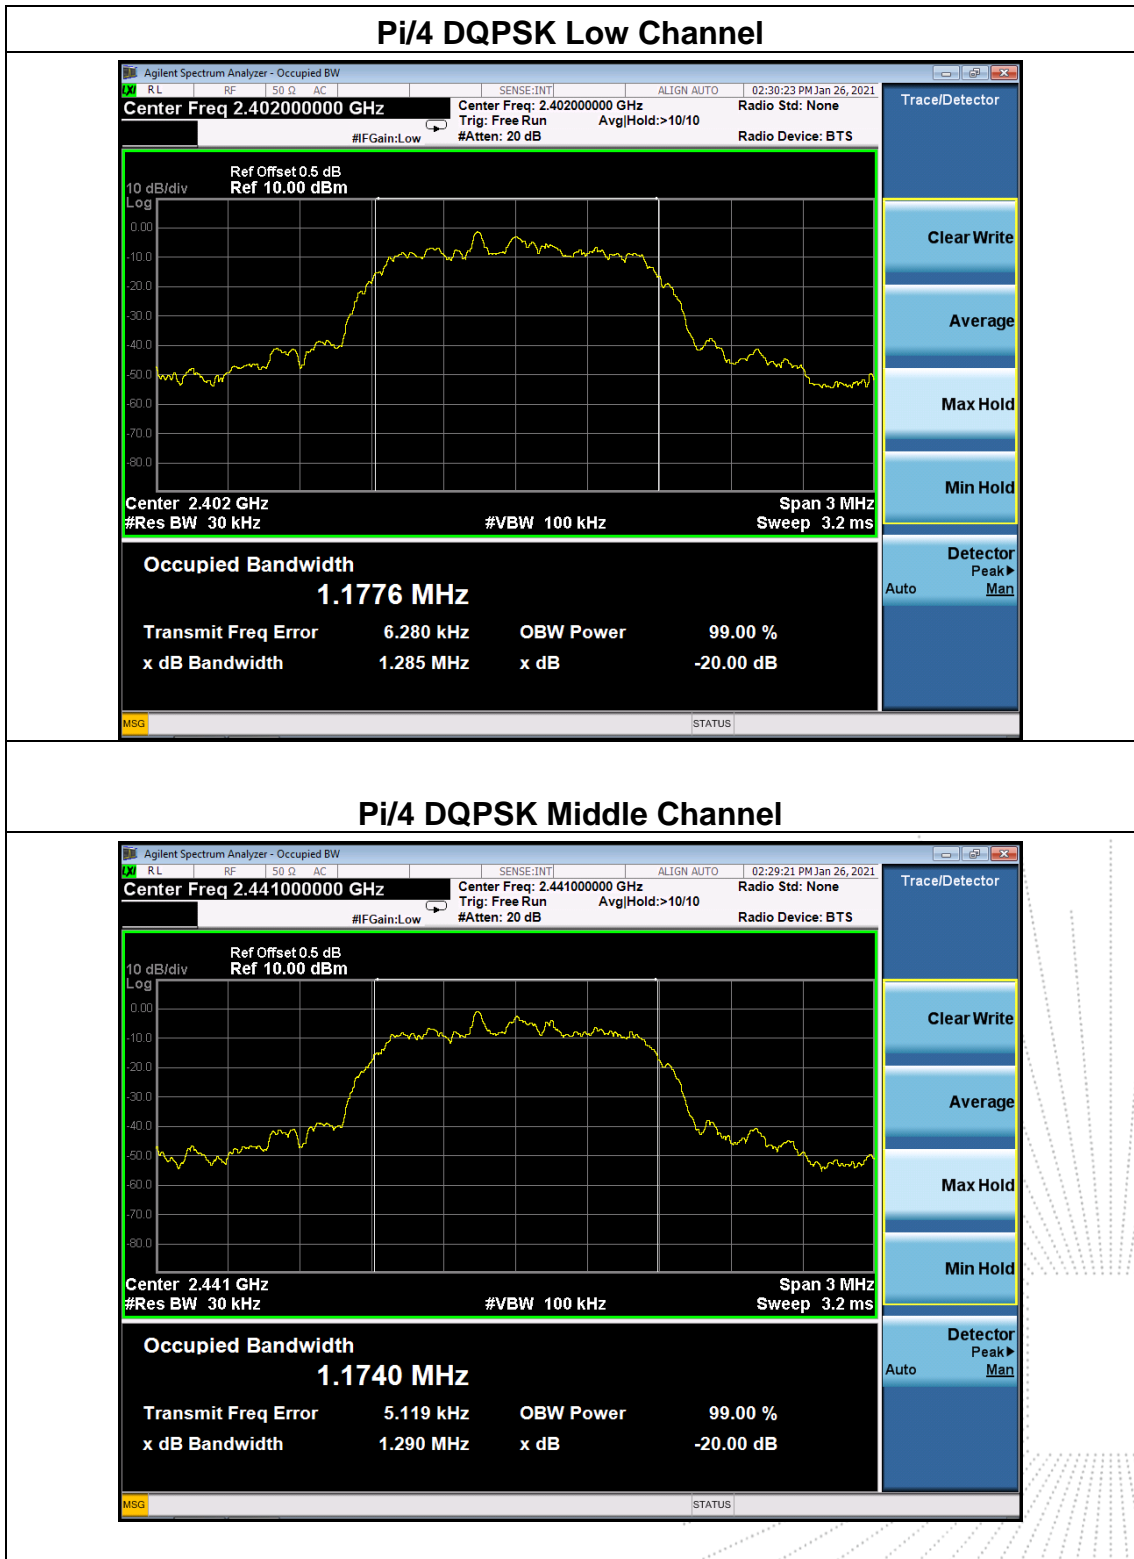 Pi/4 DQPSK Low Channel
Agilent Spectrum Analyzer - Occupied BW
LXI RL RF 50 Ω AC SENSE:INT ALIGN AUTO 02:30:23 PM Jan 26, 2021
Center Freq 2.402000000 GHz Center Freq: 2.402000000 GHz Radio Std: None
Trig: Free Run Avg|Hold:>10/10
#IFGain:Low #Atten: 20 dB Radio Device: BTS
Trace/Detector
Ref Offset 0.5 dB
10 dB/div Ref 10.00 dBm
Log
0.00
-10.0
-20.0
-30.0
-40.0
-50.0
-60.0
-70.0
-80.0
Center 2.402 GHz Span 3 MHz
#Res BW 30 kHz #VBW 100 kHz Sweep 3.2 ms
Clear Write
Average
Max Hold
Min Hold
Detector
Peak▶
Auto Man
Occupied Bandwidth
1.1776 MHz
Transmit Freq Error 6.280 kHz OBW Power 99.00 %
x dB Bandwidth 1.285 MHz x dB -20.00 dB
MSG STATUS
Pi/4 DQPSK Middle Channel
Agilent Spectrum Analyzer - Occupied BW
LXI RL RF 50 Ω AC SENSE:INT ALIGN AUTO 02:29:21 PM Jan 26, 2021
Center Freq 2.441000000 GHz Center Freq: 2.441000000 GHz Radio Std: None
Trig: Free Run Avg|Hold:>10/10
#IFGain:Low #Atten: 20 dB Radio Device: BTS
Trace/Detector
Ref Offset 0.5 dB
10 dB/div Ref 10.00 dBm
Log
0.00
-10.0
-20.0
-30.0
-40.0
-50.0
-60.0
-70.0
-80.0
Center 2.441 GHz Span 3 MHz
#Res BW 30 kHz #VBW 100 kHz Sweep 3.2 ms
Clear Write
Average
Max Hold
Min Hold
Detector
Peak▶
Auto Man
Occupied Bandwidth
1.1740 MHz
Transmit Freq Error 5.119 kHz OBW Power 99.00 %
x dB Bandwidth 1.290 MHz x dB -20.00 dB
MSG STATUS